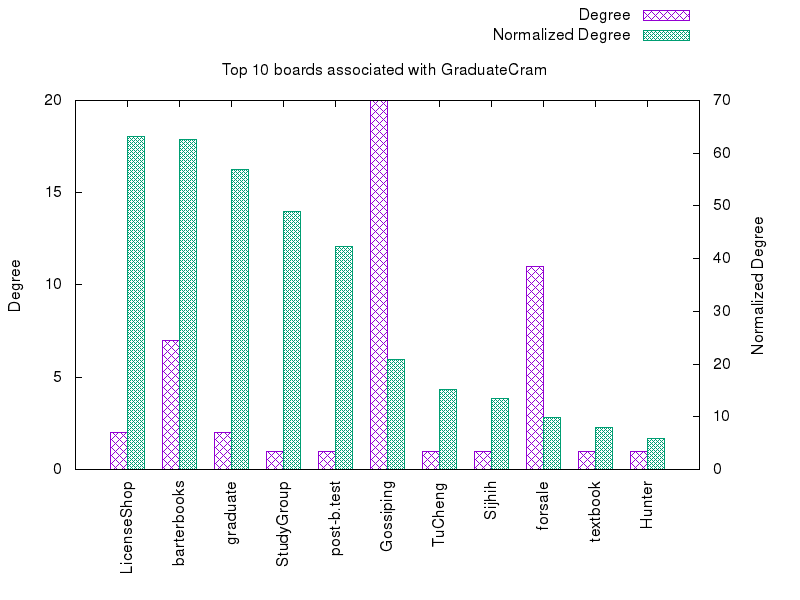 Degree
Normalized Degree
Top 10 boards associated with GraduateCram
20
15
10
5
0
70
60
50
40
30
20
10
0
Degree
Normalized Degree
LicenseShop
barterbooks
graduate
StudyGroup
post-b.test
Gossiping
TuCheng
Sijhih
forsale
textbook
Hunter